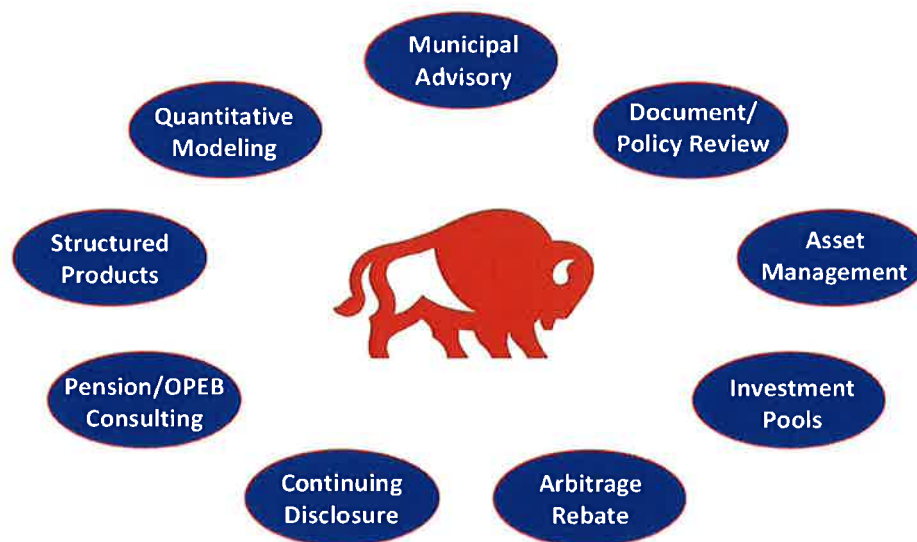 Municipal
Advisory
Document/
Policy Review
Asset
Management
Investment
Pools
Arbitrage
Rebate
Continuing
Disclosure
Pension/OPEB
Consulting
Structured
Products
Quantitative
Modeling